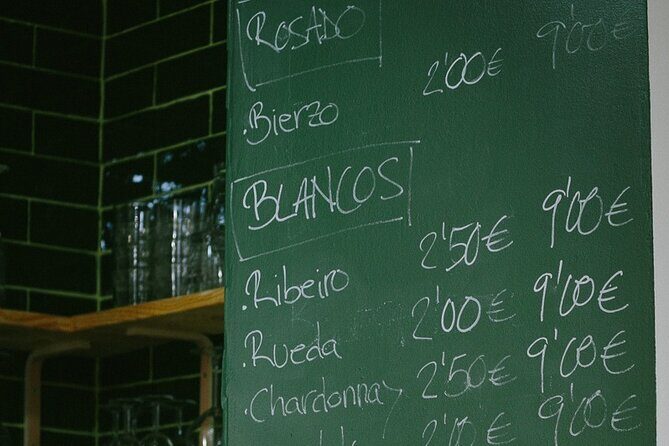 ROSADO
.Bierzo 2'00€ 9'00€
BLANCOS
.Ribeiro 2'50€ 9'00€
.Rueda 2'00€ 9'00€
.Chardonnay 2'50€ 9'00€
9'00€